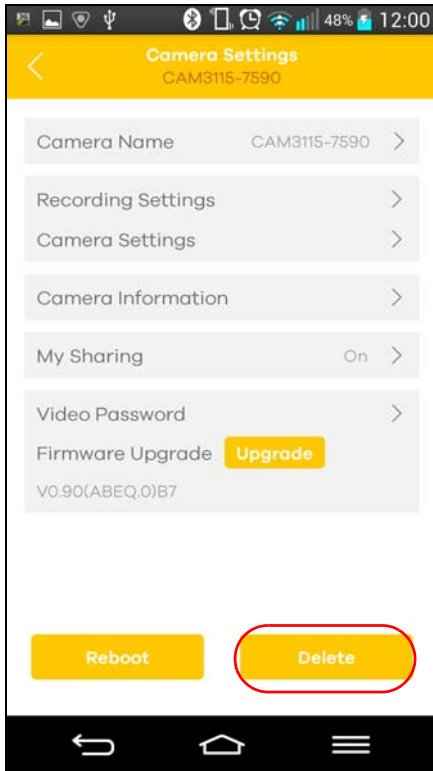 48% 12:00
Camera Settings
CAM3115-7590
Camera Name CAM3115-7590
Recording Settings
Camera Settings
Camera Information
My Sharing On
Video Password
Firmware Upgrade Upgrade
V0.90(ABEQ.0)B7
Reboot Delete